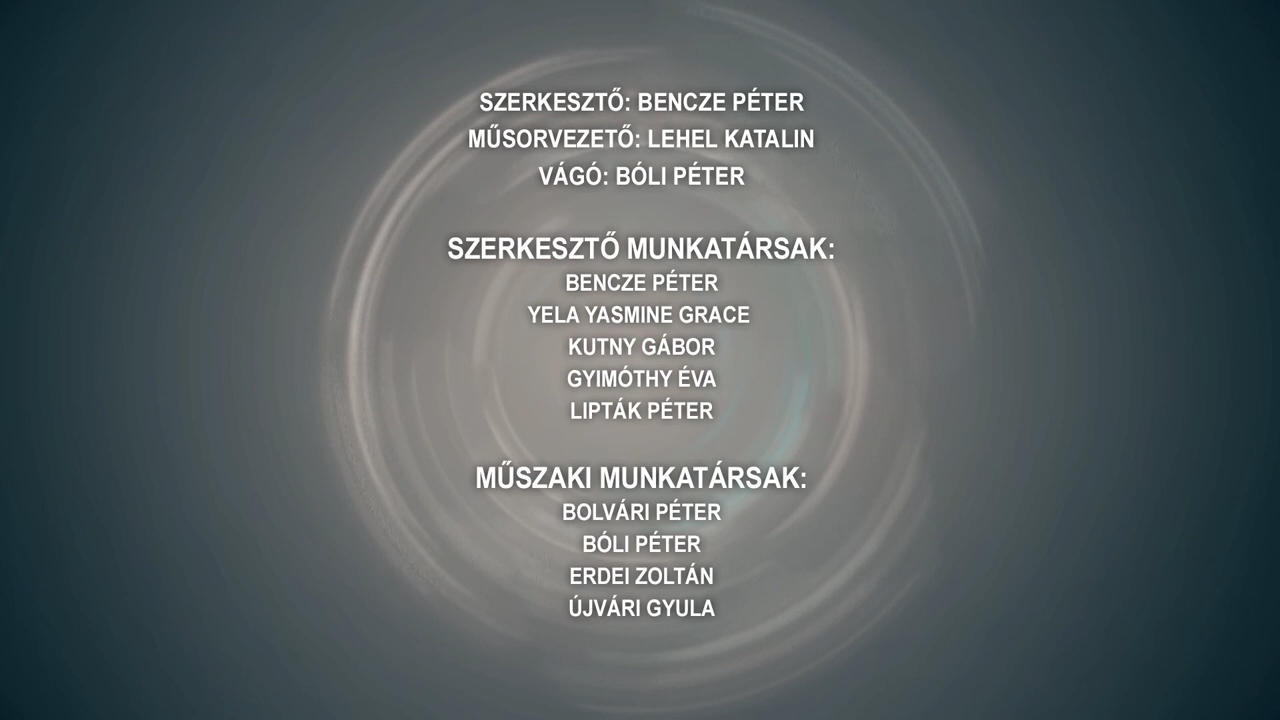 SZERKESZTŐ: BENCZE PÉTER
MŰSORVEZETŐ: LEHEL KATALIN
VÁGÓ: BÓLI PÉTER
SZERKESZTŐ MUNKATÁRSAK:
BENCZE PÉTER
YELA YASMINE GRACE
KUTNY GÁBOR
GYIMÓTHY ÉVA
LIPTÁK PÉTER
MŰSZAKI MUNKATÁRSAK:
BOLVÁRI PÉTER
BÓLI PÉTER
ERDEI ZOLTÁN
ÚJVÁRI GYULA